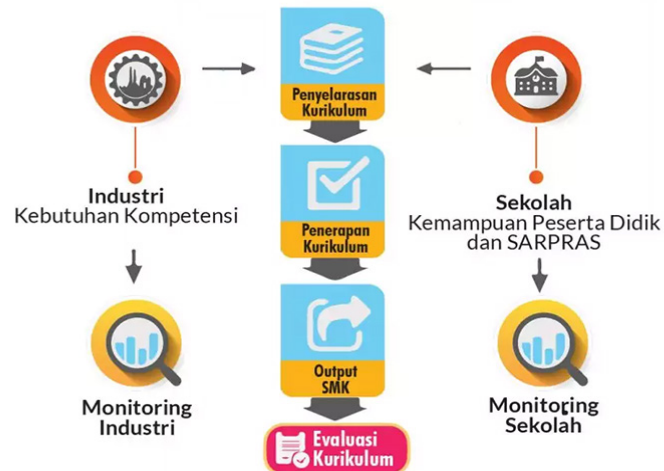 Penyelarasan
Kurikulum
Industri
Kebutuhan Kompetensi
Sekolah
Kemampuan Peserta Didik
dan SARPRAS
Penerapan
Kurikulum
Output
SMK
Monitoring
Industri
Monitoring
Sekolah
Evaluasi
Kurikulum